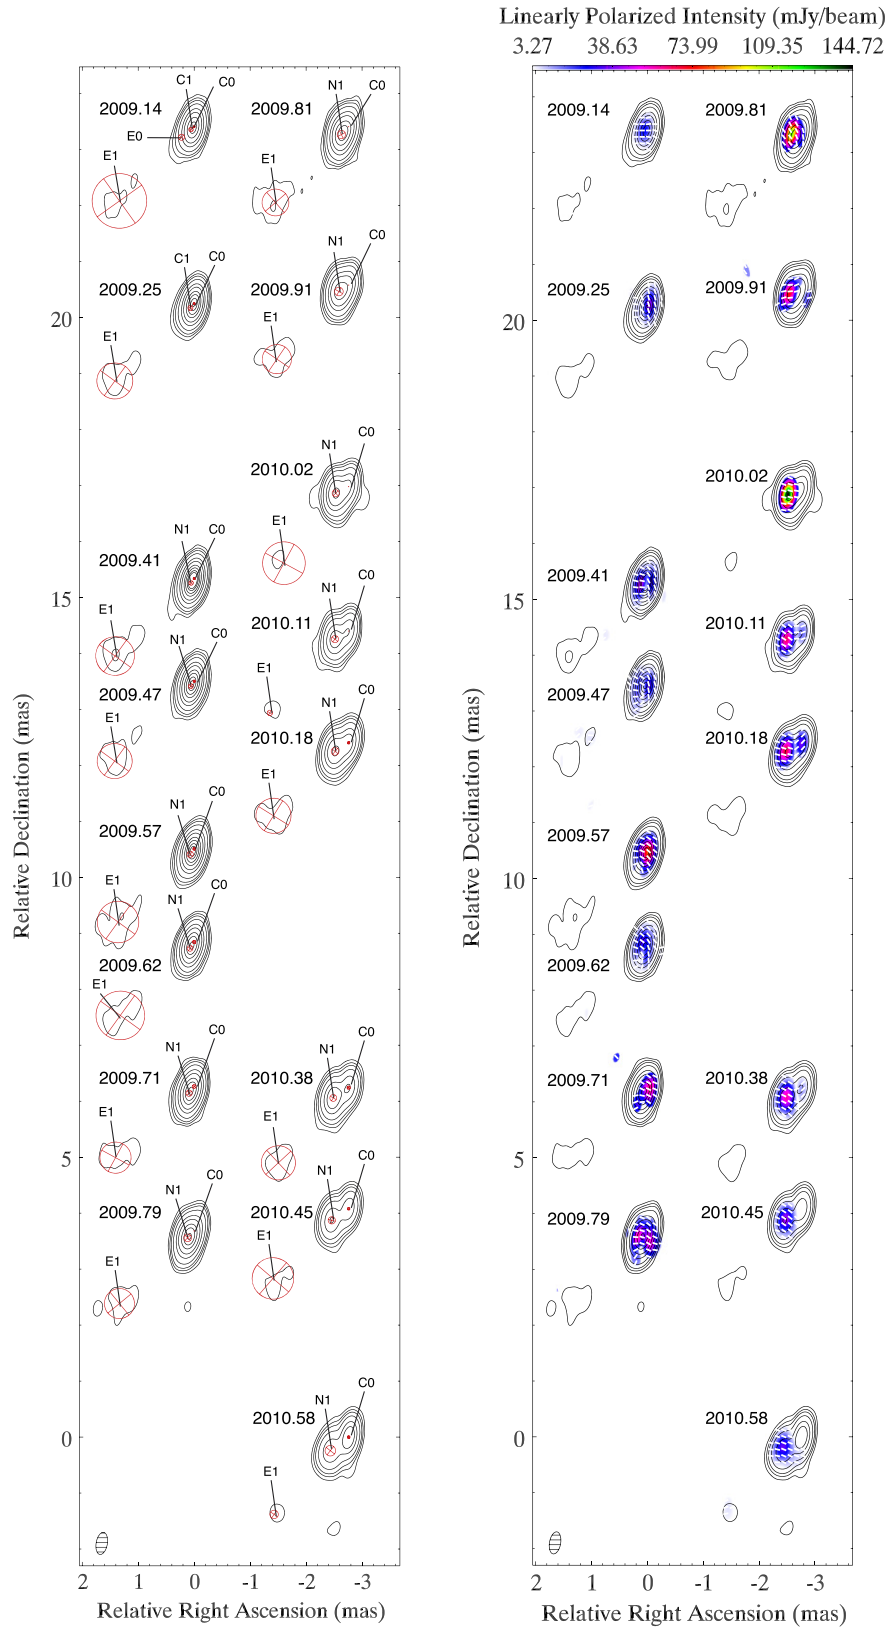 Linearly Polarized Intensity (mJy/beam)
3.27 38.63 73.99 109.35 144.72
C1 C0
2009.14
E0
E1
N1 C0
2009.81
E1
C1 C0
2009.25
E1
N1 C0
2009.91
E1
20
N1 C0
2010.02
E1
N1 C0
2009.41
E1
15
N1 C0
2010.11
E1
N1 C0
2009.47
E1
N1 C0
2010.18
E1
N1 C0
2009.57
E1
10
N1 C0
2009.62
E1
N1 C0
2009.71
E1
N1 C0
2010.38
E1
5
N1 C0
2009.79
E1
N1 C0
2010.45
E1
N1 C0
2010.58
E1
0
2 1 0 -1 -2 -3
Relative Right Ascension (mas)
Relative Declination (mas)
2009.14 2009.81
2009.25 2009.91
20
2010.02
2009.41
15
2010.11
2009.47
2010.18
2009.57
10
2009.62
2009.71 2010.38
5
2009.79 2010.45
2010.58
0
2 1 0 -1 -2 -3
Relative Right Ascension (mas)
Relative Declination (mas)